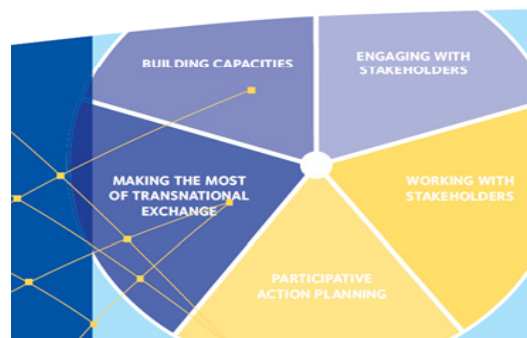 BUILDING CAPACITIES
ENGAGING WITH
STAKEHOLDERS
MAKING THE MOST
OF TRANSNATIONAL
EXCHANGE
WORKING WITH
STAKEHOLDERS
PARTICIPATIVE
ACTION PLANNING